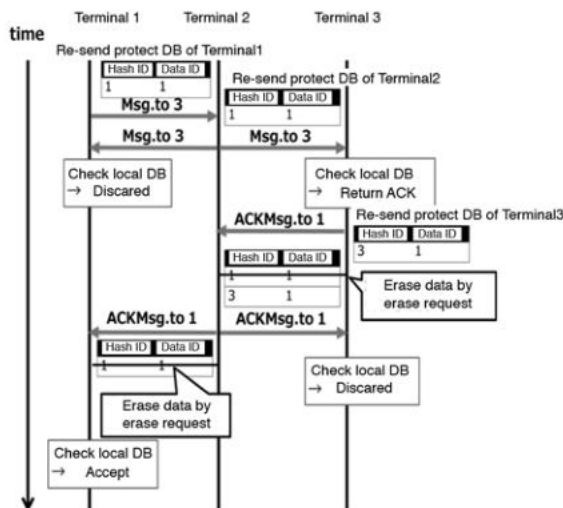 Terminal 1 Terminal 2 Terminal 3
time
Re-send protect DB of Terminal1
Hash ID Data ID
1 1
Re-send protect DB of Terminal2
Hash ID Data ID
1 1
Msg.to 3
Msg.to 3 Msg.to 3
Check local DB
→ Discared
Check local DB
→ Return ACK
ACKMsg.to 1
Re-send protect DB of Terminal3
Hash ID Data ID
3 1
Hash ID Data ID
1 1
3 1
Erase data by
erase request
ACKMsg.to 1 ACKMsg.to 1
Hash ID Data ID
1 1
Check local DB
→ Discared
Erase data by
erase request
Check local DB
→ Accept